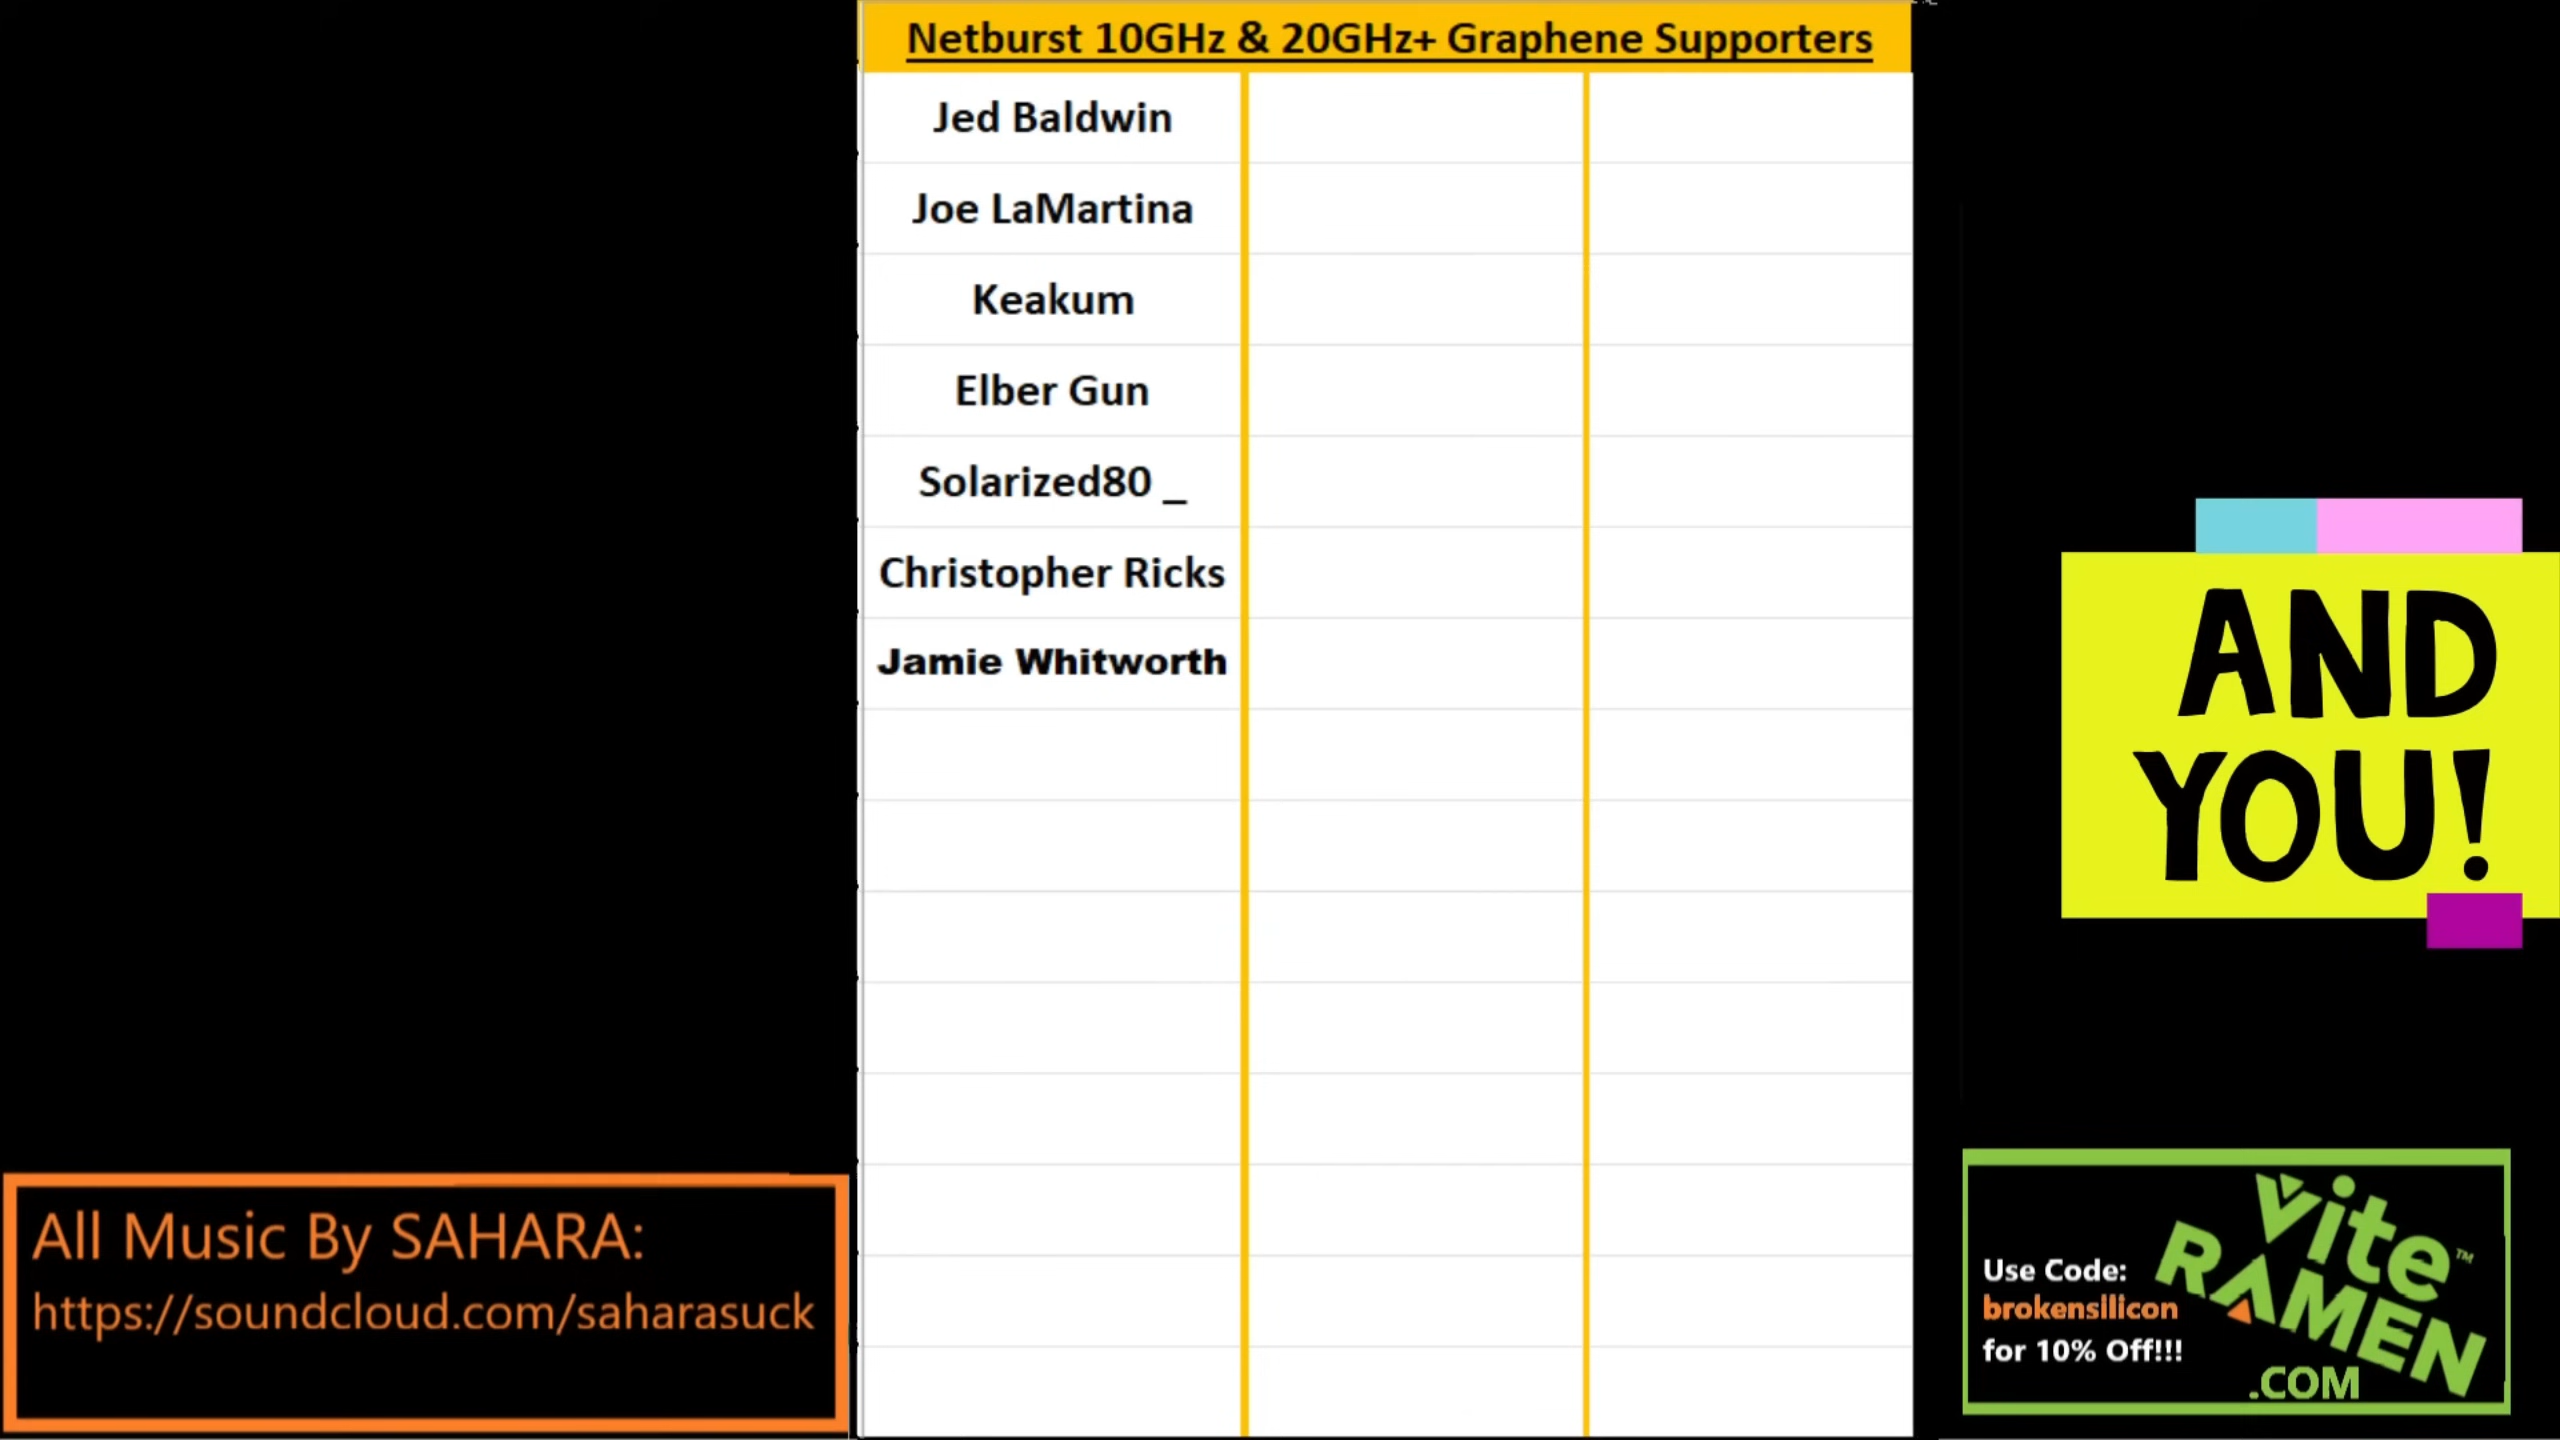 Netburst 10GHz & 20GHz+ Graphene Supporters
Jed Baldwin
Joe LaMartina
Keakum
Elber Gun
Solarized80 _
Christopher Ricks
Jamie Whitworth
AND
YOU!
All Music By SAHARA:
https://soundcloud.com/saharasuck
Use Code:
brokensilicon
for 10% Off!!!
Vite™
RAMEN
.COM